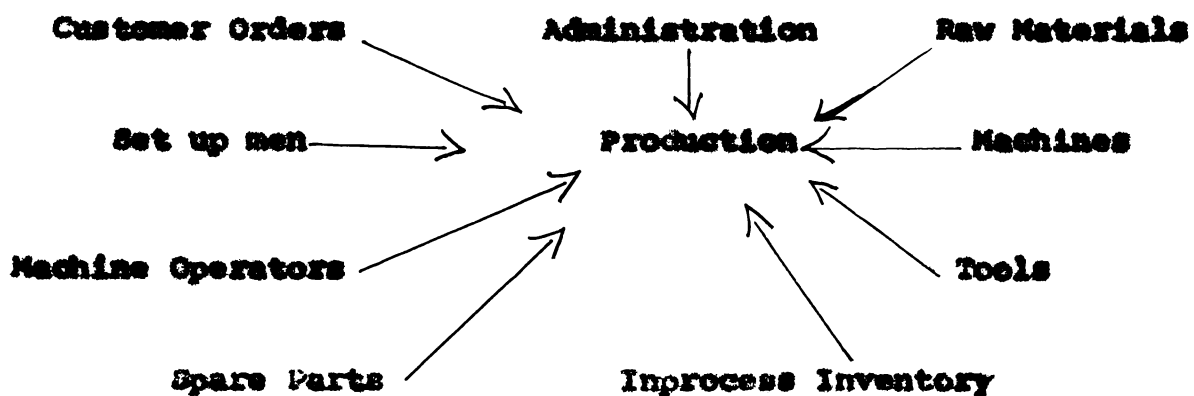 Customer Orders Administration Raw Materials
Set up men Production Machines
Machine Operators Tools
Spare Parts Inprocess Inventory